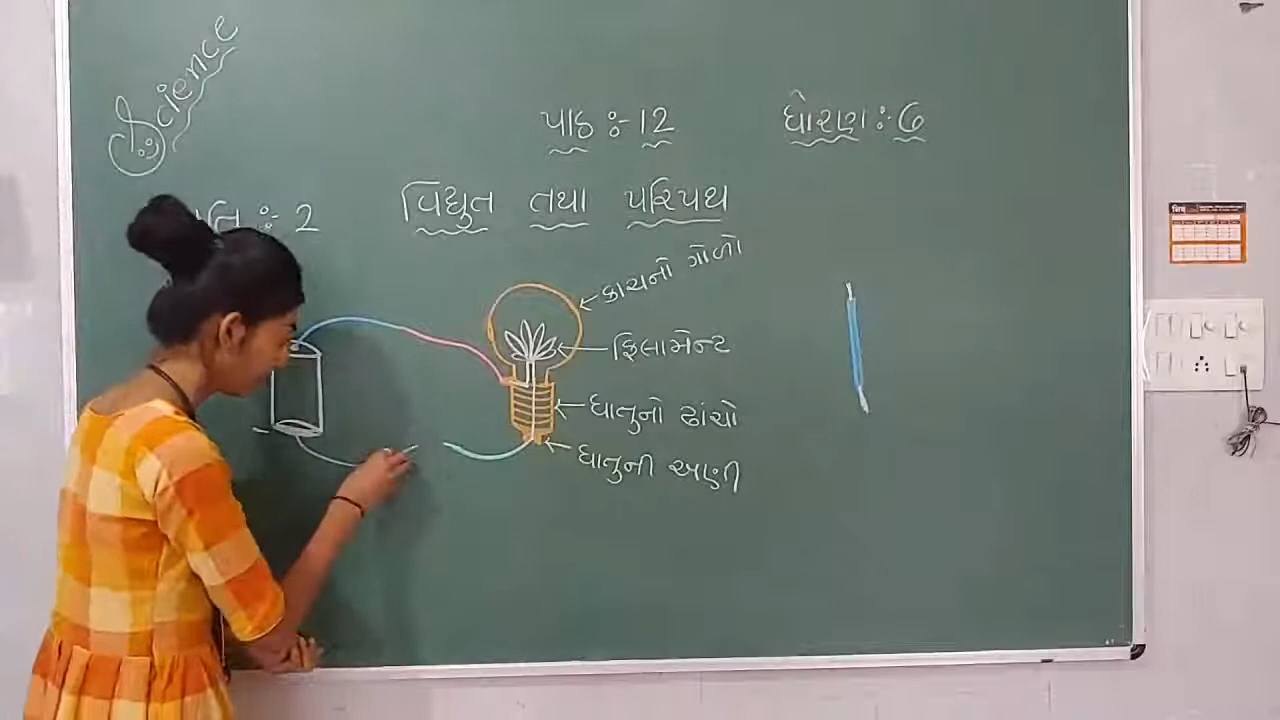 Science
પાઠ :- 12
ધોરણ :- 6
:- 2
વિદ્યુત તથા પરિપથ
કાચનો ગોળો
ફિલામેન્ટ
ધાતુનો ઢાંચો
ધાતુની અણી